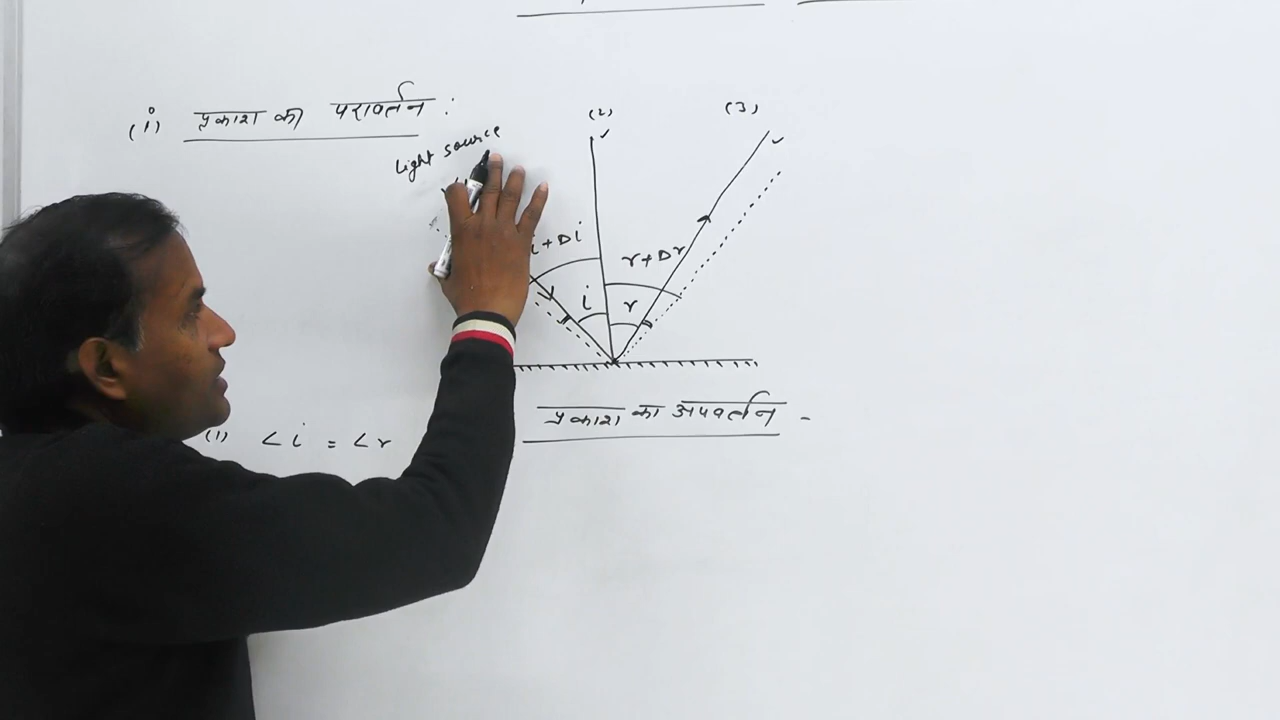 (i) प्रकाश का परावर्तन :
Light source
(2)
(3)
i + Δi
r + Δr
i
r
प्रकाश का अपवर्तन -
(1) ∠i = ∠r